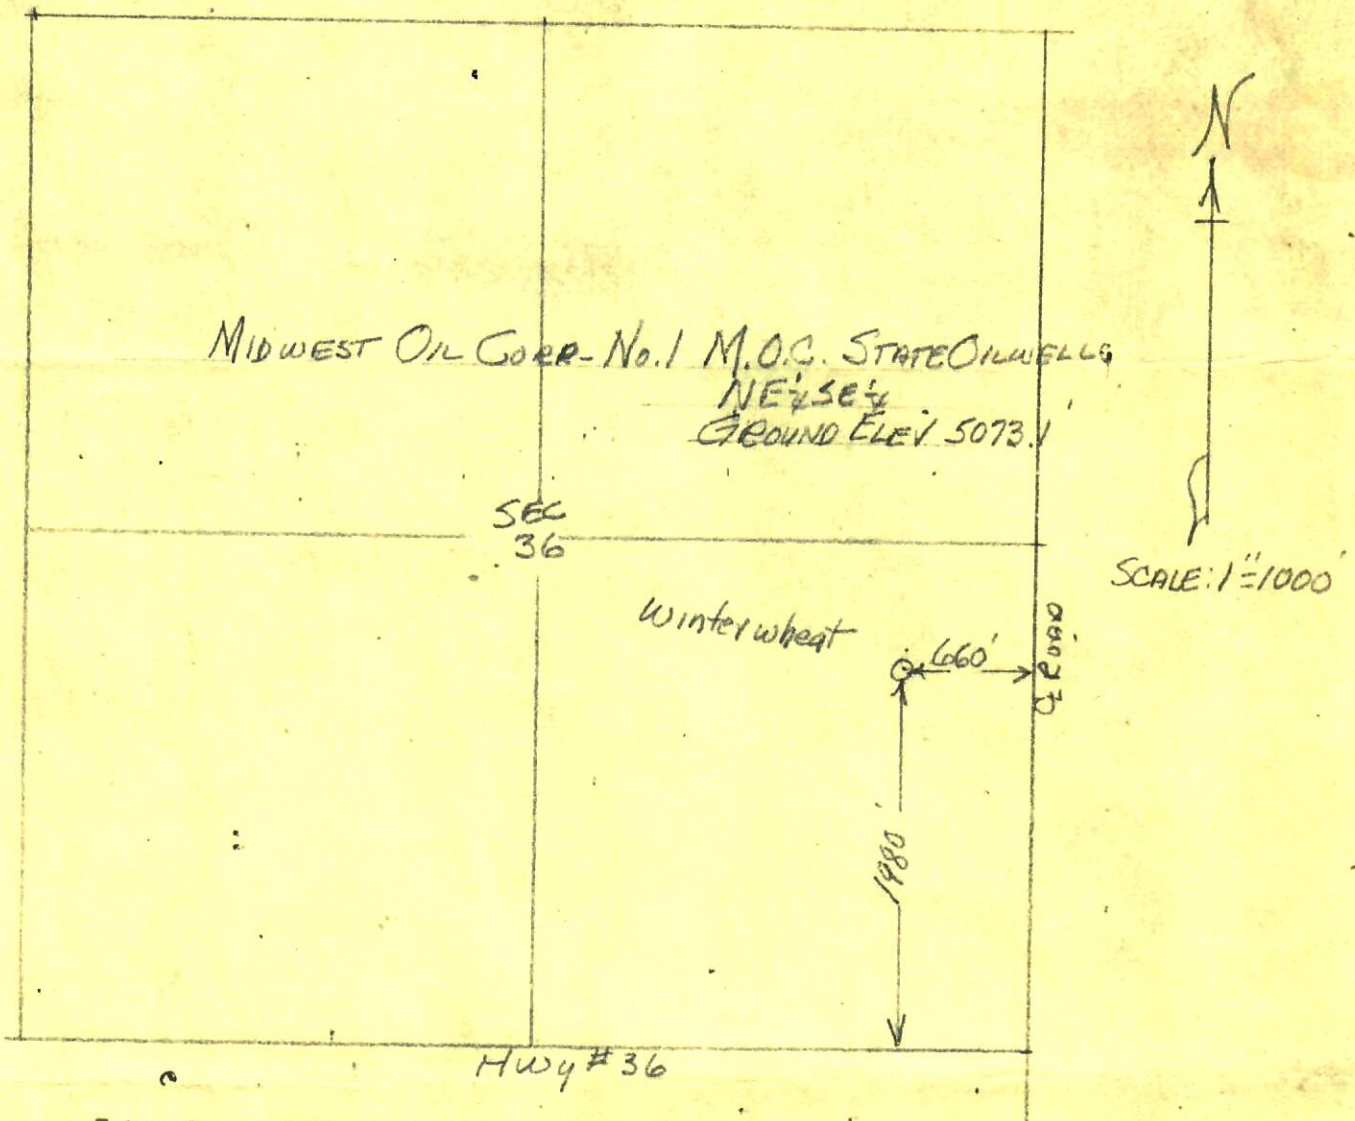 N
MIDWEST OIL CORP-NO.1 M.O.C. STATE OILWELLS
NE¼SE¼
GROUND ELEV 5073.1'
SEC
36
SCALE: 1"=1000'
Winter wheat
660'
℄ ROAD
1980'
HWY #36